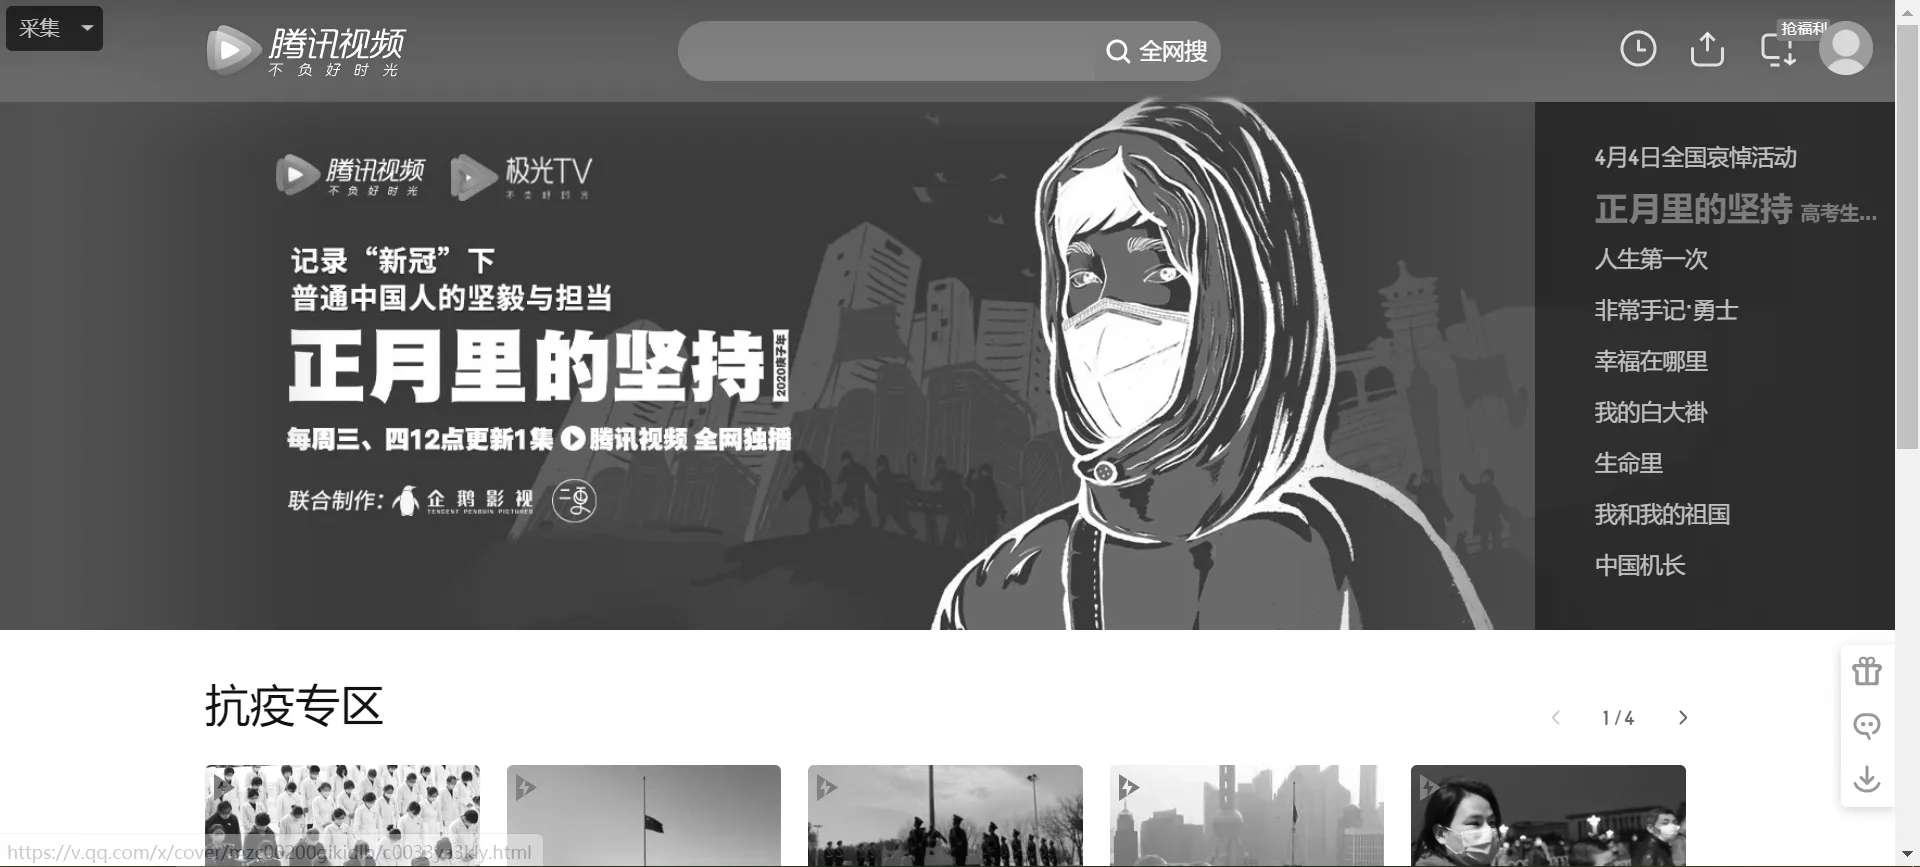 采集
腾讯视频
不负好时光
全网搜
抢福利
腾讯视频
不负好时光
极光TV
不负好时光
记录“新冠”下
普通中国人的坚毅与担当
正月里的坚持
2020庚子年
每周三、四12点更新1集 腾讯视频 全网独播
联合制作：企鹅影视
TENCENT PENGUIN PICTURES
二更
4月4日全国哀悼活动
正月里的坚持 高考生...
人生第一次
非常手记·勇士
幸福在哪里
我的白大褂
生命里
我和我的祖国
中国机长
抗疫专区
1 / 4